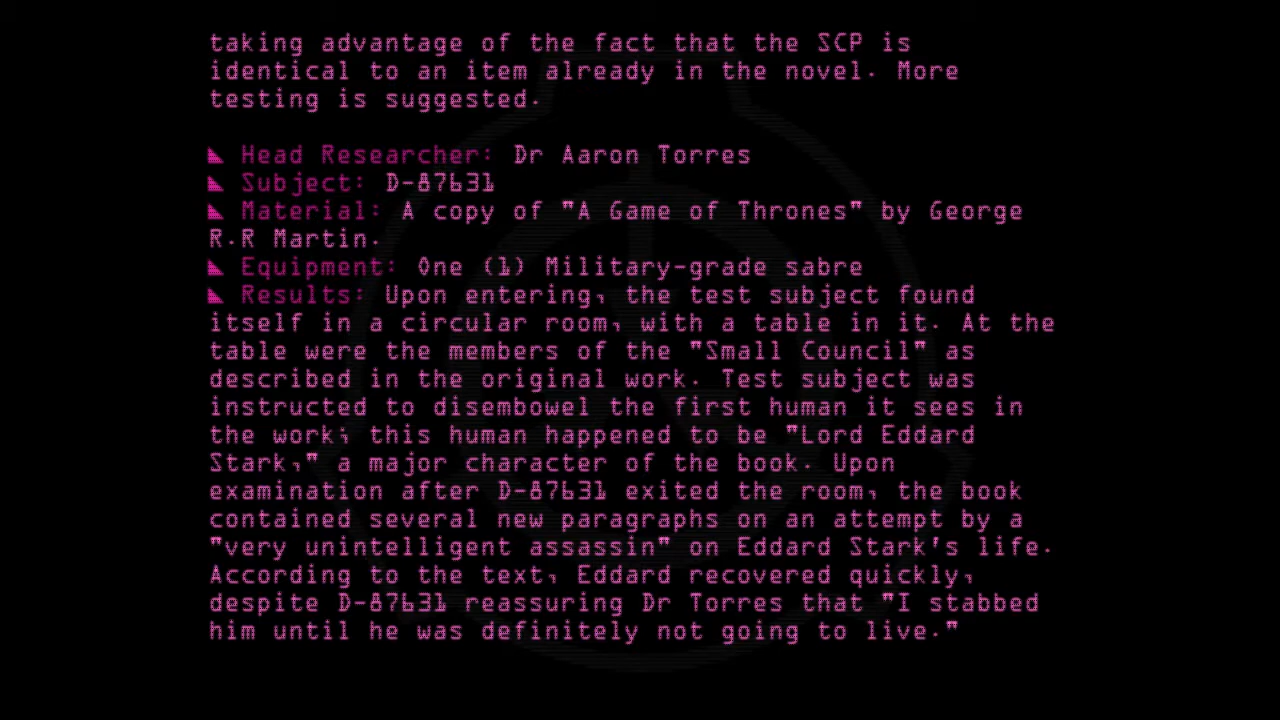 taking advantage of the fact that the SCP is
identical to an item already in the novel. More
testing is suggested.
Head Researcher: Dr Aaron Torres
Subject: D-87631
Material: A copy of "A Game of Thrones" by George
R.R Martin.
Equipment: One (1) Military-grade sabre
Results: Upon entering, the test subject found
itself in a circular room, with a table in it. At the
table were the members of the "Small Council" as
described in the original work. Test subject was
instructed to disembowel the first human it sees in
the work; this human happened to be "Lord Eddard
Stark," a major character of the book. Upon
examination after D-87631 exited the room, the book
contained several new paragraphs on an attempt by a
"very unintelligent assassin" on Eddard Stark's life.
According to the text, Eddard recovered quickly,
despite D-87631 reassuring Dr Torres that "I stabbed
him until he was definitely not going to live."